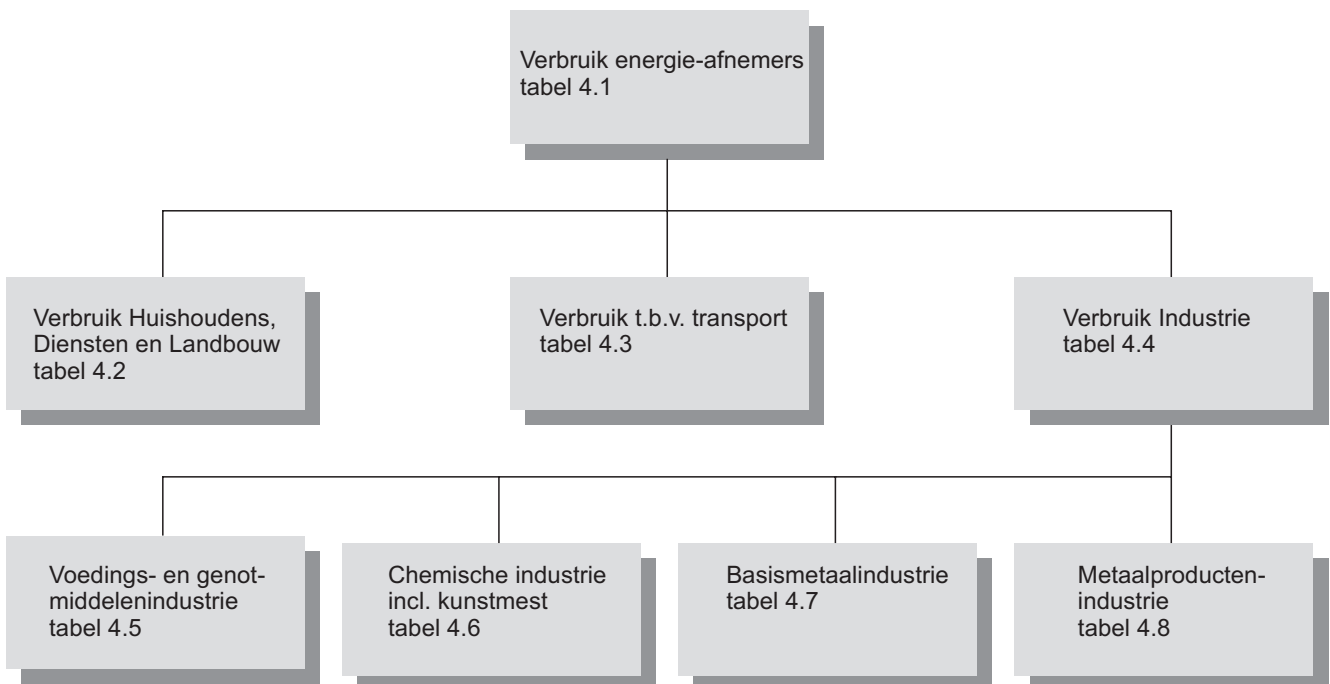 Verbruik energie-afnemers
tabel 4.1
Verbruik Huishoudens,
Diensten en Landbouw
tabel 4.2
Verbruik t.b.v. transport
tabel 4.3
Verbruik Industrie
tabel 4.4
Voedings- en genot-
middelenindustrie
tabel 4.5
Chemische industrie
incl. kunstmest
tabel 4.6
Basismetaalindustrie
tabel 4.7
Metaalproducten-
industrie
tabel 4.8